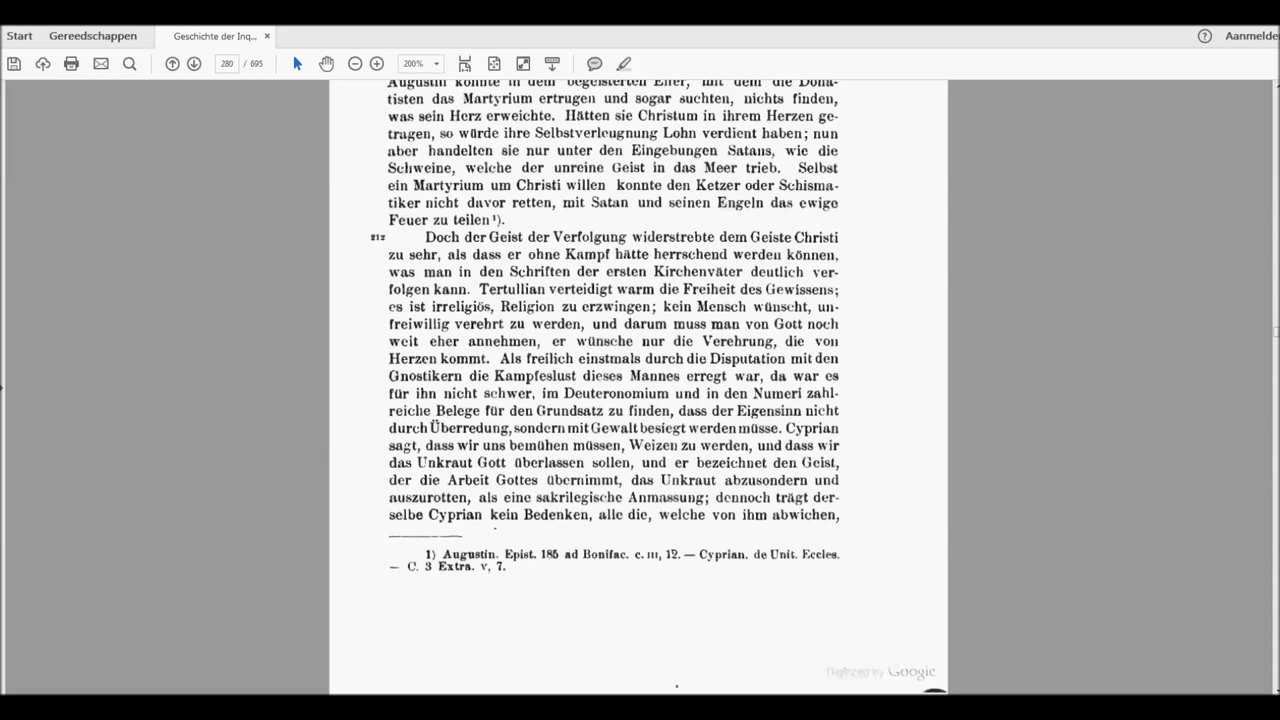 Start Gereedschappen Geschichte der Inq... × Aanmelde
280 / 695 200%
Augustin konnte in dem begeisterten Eifer, mit dem die Dona-
tisten das Martyrium ertrugen und sogar suchten, nichts finden,
was sein Herz erweichte. Hätten sie Christum in ihrem Herzen ge-
tragen, so würde ihre Selbstverleugnung Lohn verdient haben; nun
aber handelten sie nur unter den Eingebungen Satans, wie die
Schweine, welche der unreine Geist in das Meer trieb. Selbst
ein Martyrium um Christi willen konnte den Ketzer oder Schisma-
tiker nicht davor retten, mit Satan und seinen Engeln das ewige
Feuer zu teilen¹).
212 Doch der Geist der Verfolgung widerstrebte dem Geiste Christi
zu sehr, als dass er ohne Kampf hätte herrschend werden können,
was man in den Schriften der ersten Kirchenväter deutlich ver-
folgen kann. Tertullian verteidigt warm die Freiheit des Gewissens;
es ist irreligiös, Religion zu erzwingen; kein Mensch wünscht, un-
freiwillig verehrt zu werden, und darum muss man von Gott noch
weit eher annehmen, er wünsche nur die Verehrung, die von
Herzen kommt. Als freilich einstmals durch die Disputation mit den
Gnostikern die Kampfeslust dieses Mannes erregt war, da war es
für ihn nicht schwer, im Deuteronomium und in den Numeri zahl-
reiche Belege für den Grundsatz zu finden, dass der Eigensinn nicht
durch Überredung, sondern mit Gewalt besiegt werden müsse. Cyprian
sagt, dass wir uns bemühen müssen, Weizen zu werden, und dass wir
das Unkraut Gott überlassen sollen, und er bezeichnet den Geist,
der die Arbeit Gottes übernimmt, das Unkraut abzusondern und
auszurotten, als eine sakrilegische Anmassung; dennoch trägt der-
selbe Cyprian kein Bedenken, alle die, welche von ihm abwichen,
1) Augustin. Epist. 185 ad Bonifac. c. III, 12. — Cyprian. de Unit. Eccles.
— C. 3 Extra. V, 7.
Digitized by Google